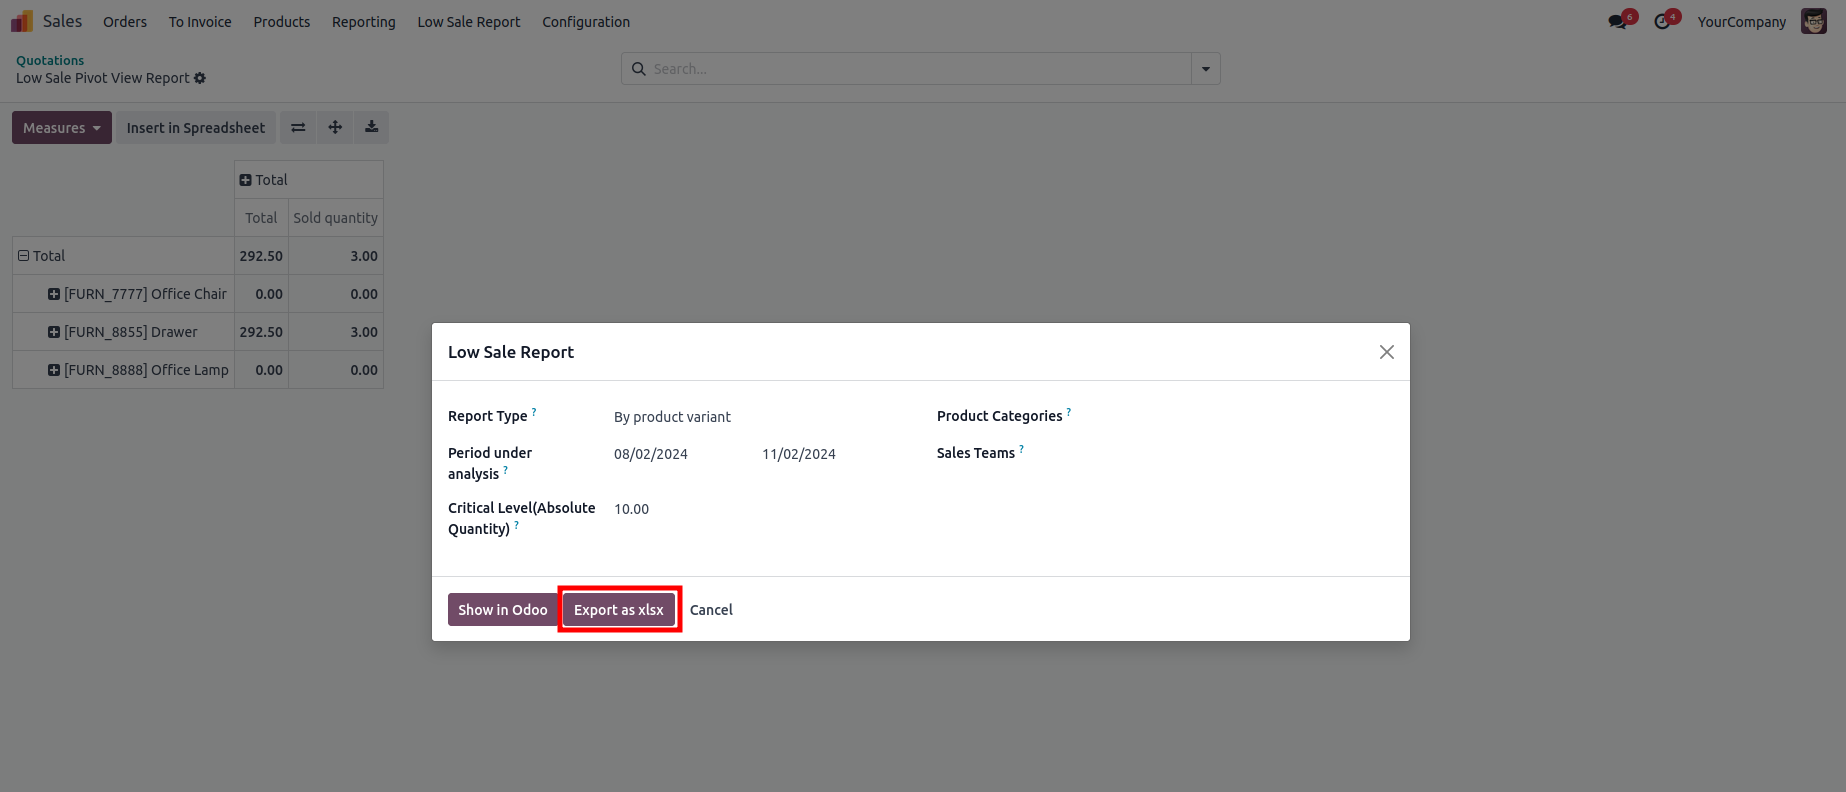 Sales Orders To Invoice Products Reporting Low Sale Report Configuration 6 4 YourCompany
Quotations
Low Sale Pivot View Report
Search...
Measures Insert in Spreadsheet
Total
Total Sold quantity
Total 292.50 3.00
[FURN_7777] Office Chair 0.00 0.00
[FURN_8855] Drawer 292.50 3.00
[FURN_8888] Office Lamp 0.00 0.00
Low Sale Report
Report Type ? By product variant
Product Categories ?
Period under
analysis ? 08/02/2024 11/02/2024
Sales Teams ?
Critical Level(Absolute
Quantity) ? 10.00
Show in Odoo Export as xlsx Cancel